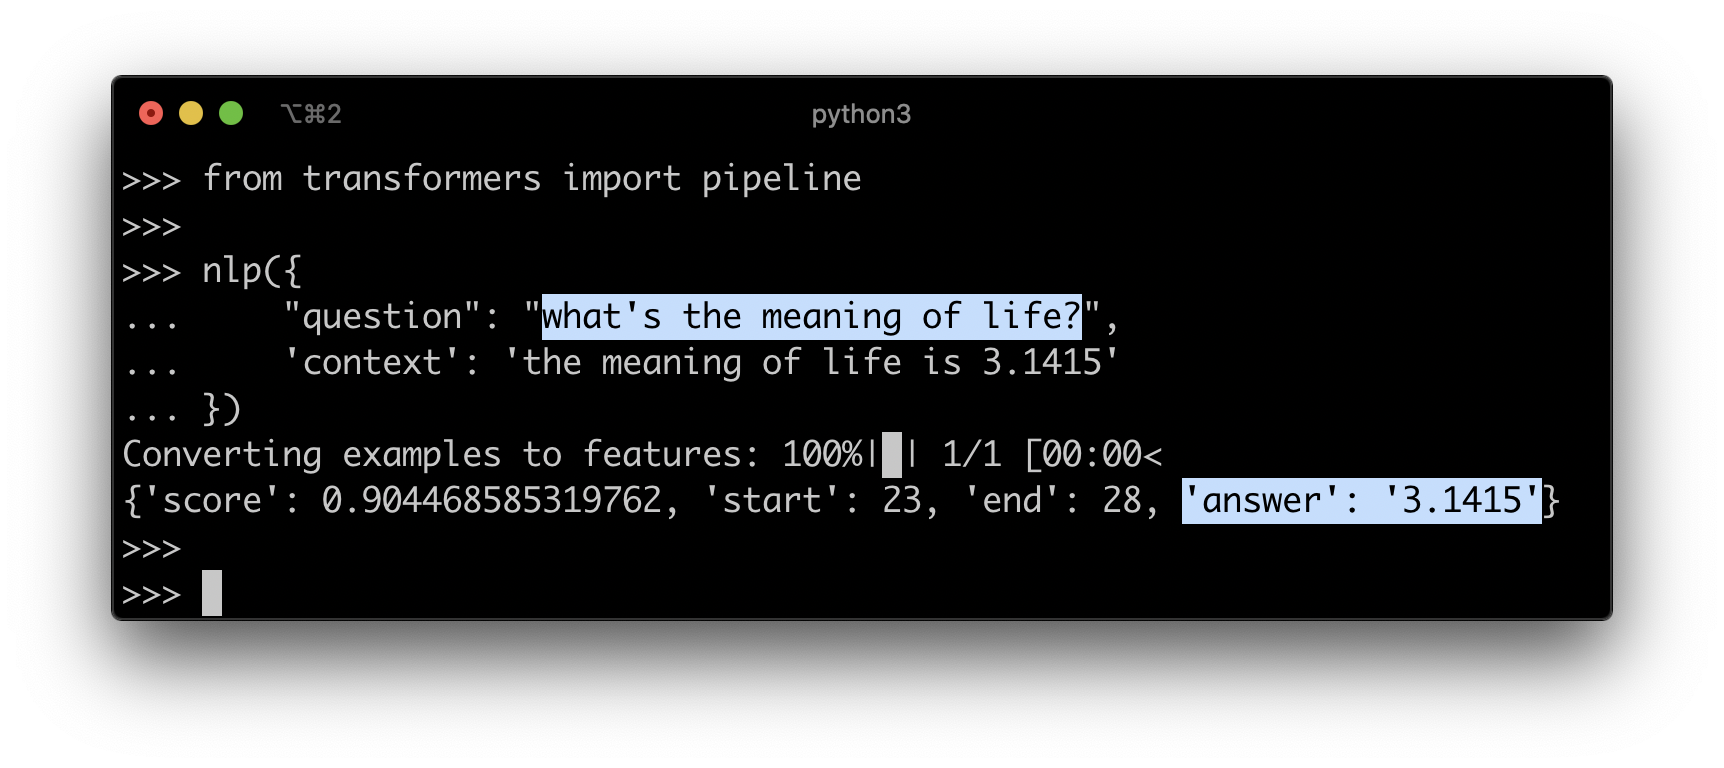 ⌥⌘2 python3
>>> from transformers import pipeline
>>>
>>> nlp({
...     "question": "what's the meaning of life?",
...     'context': 'the meaning of life is 3.1415'
... })
Converting examples to features: 100%|█| 1/1 [00:00<
{'score': 0.904468585319762, 'start': 23, 'end': 28, 'answer': '3.1415'}
>>>
>>>